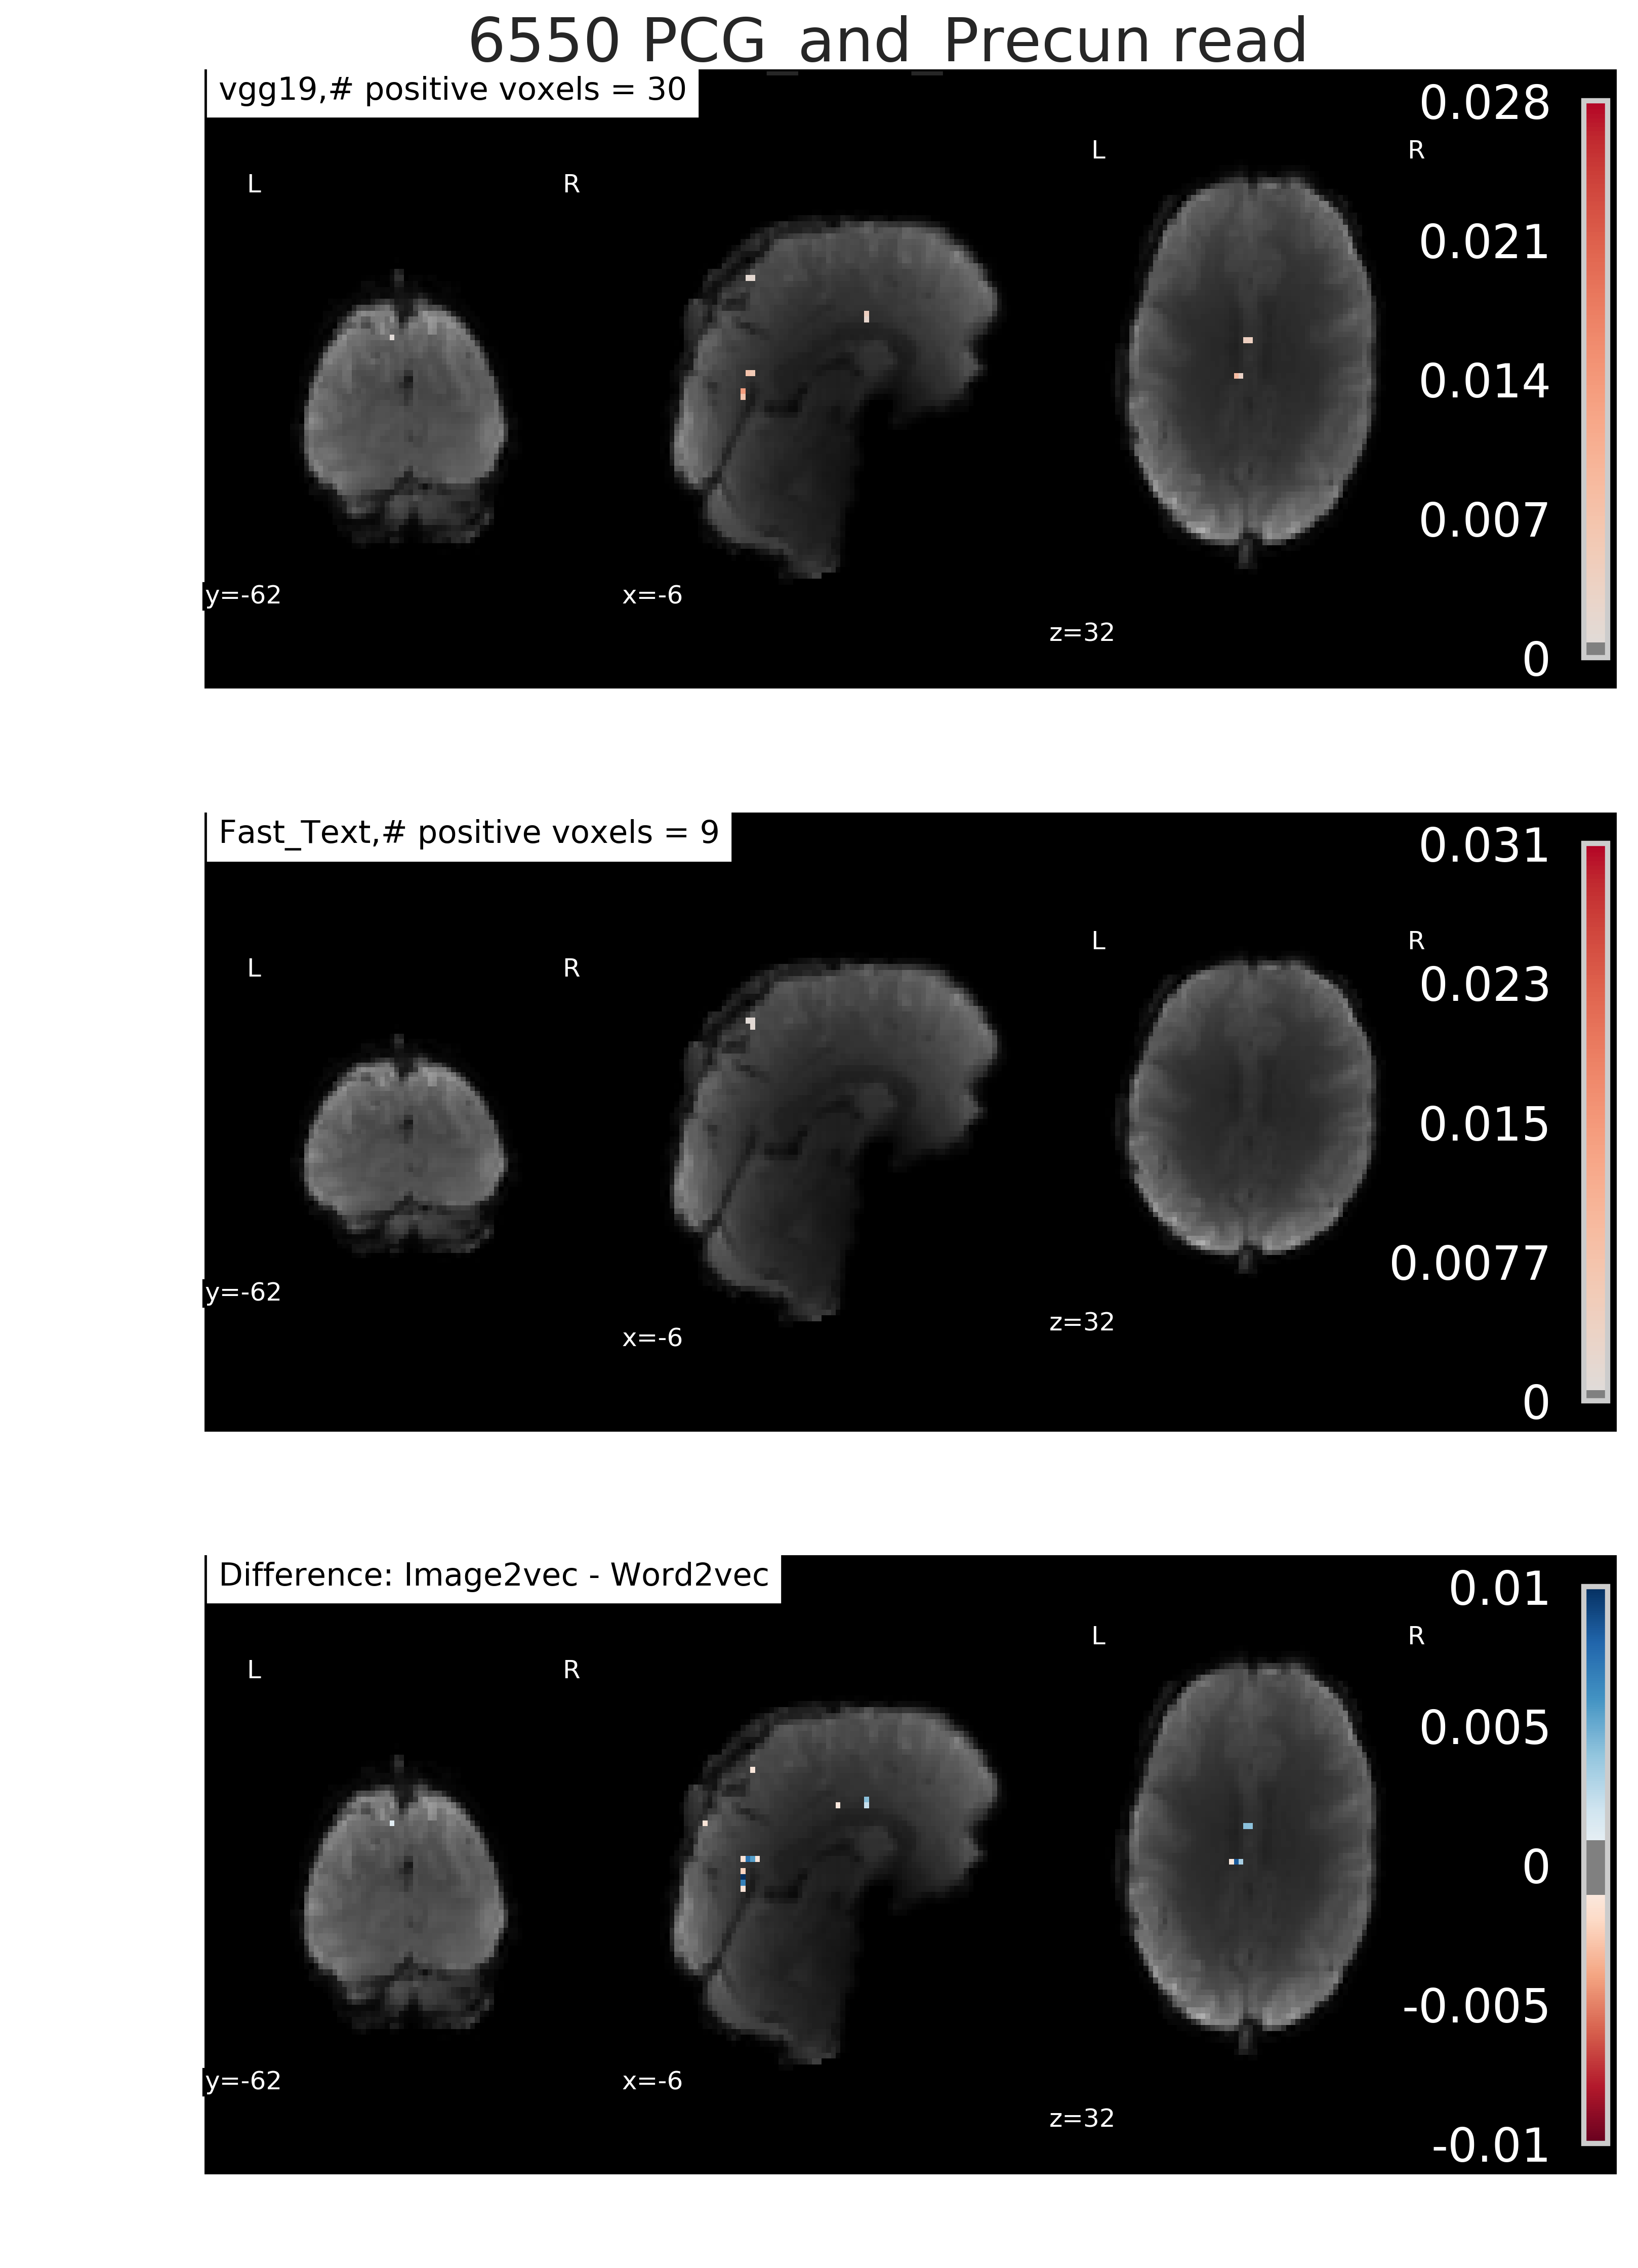 6550 PCG_and_Precun read
vgg19,# positive voxels = 30
0.028
L R
L R
0.021
0.014
0.007
y=-62
x=-6
z=32
0
Fast_Text,# positive voxels = 9
0.031
L R
L R
0.023
0.015
0.0077
y=-62
x=-6
z=32
0
Difference: Image2vec - Word2vec
0.01
L R
L R
0.005
0
-0.005
y=-62
x=-6
z=32
-0.01